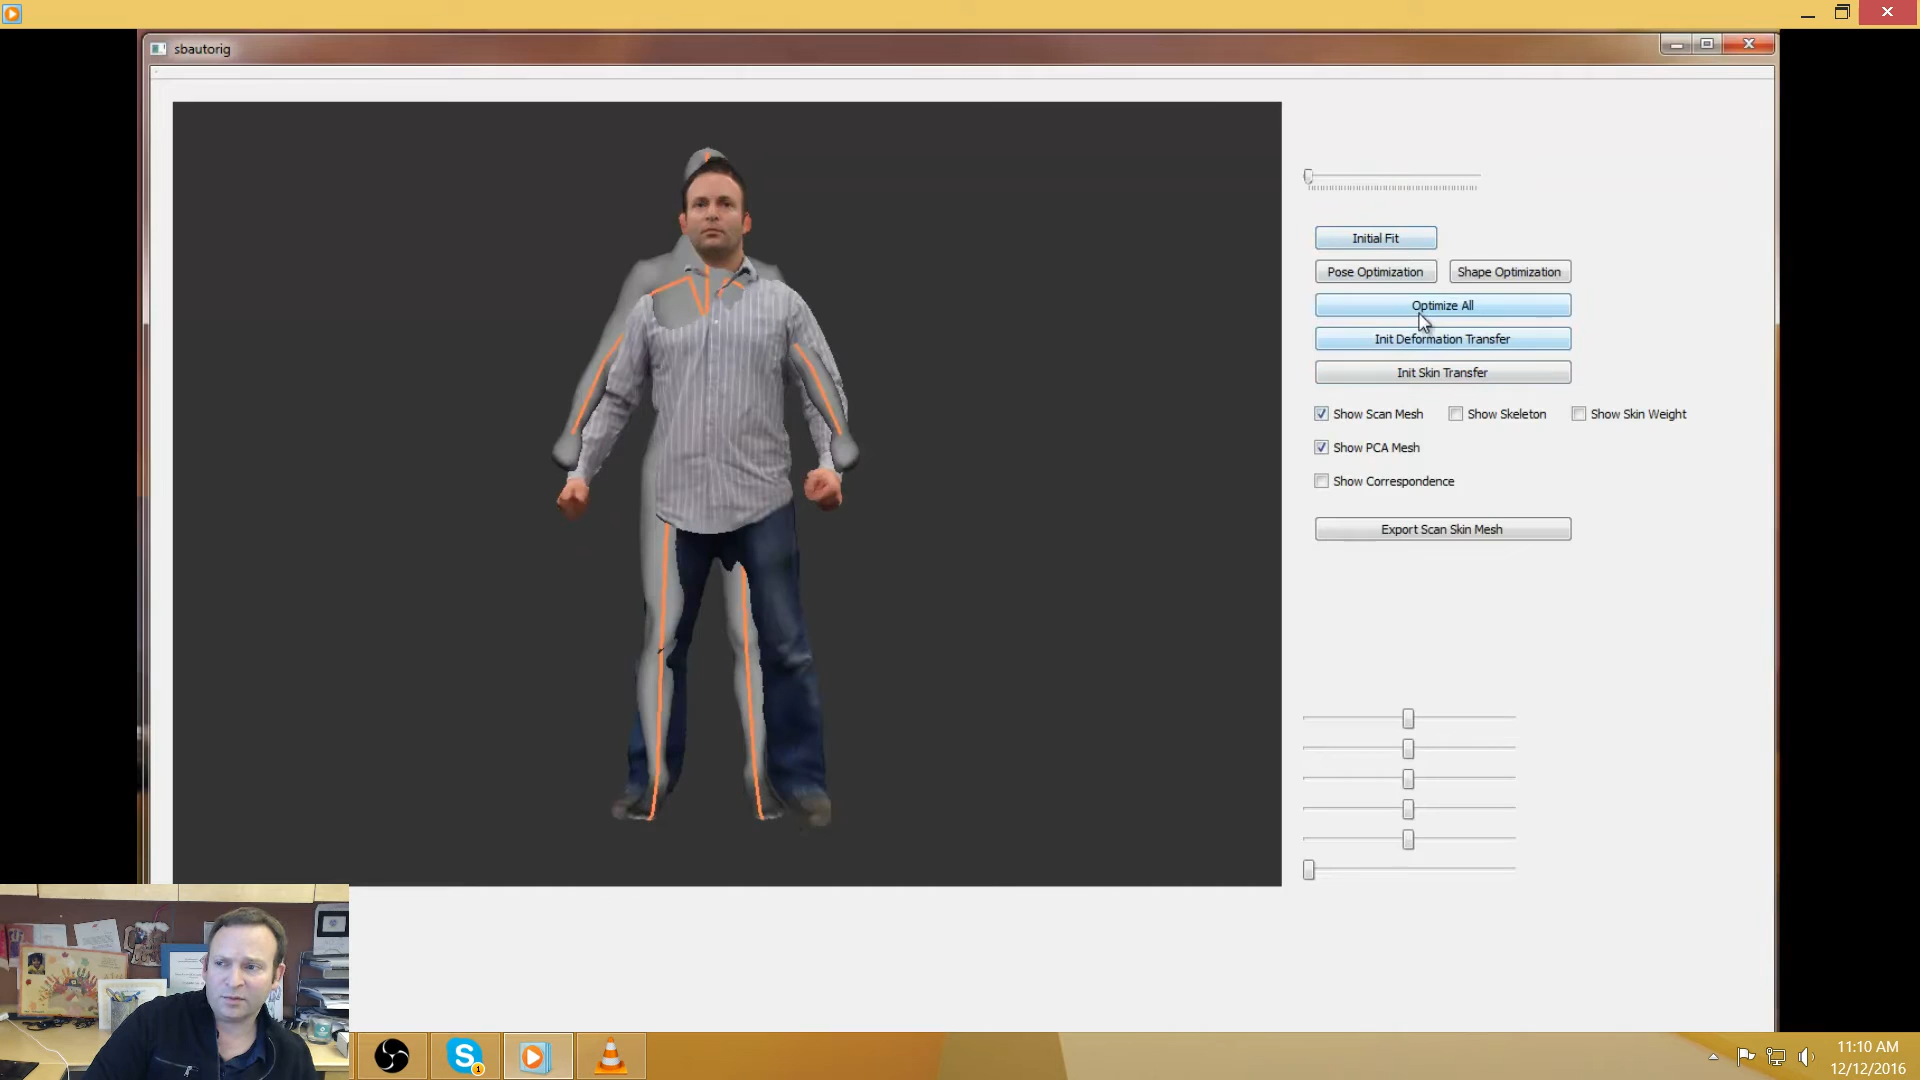 sbautorig
Initial Fit
Pose Optimization Shape Optimization
Optimize All
Init Deformation Transfer
Init Skin Transfer
Show Scan Mesh Show Skeleton Show Skin Weight
Show PCA Mesh
Show Correspondence
Export Scan Skin Mesh
1
11:10 AM
12/12/2016